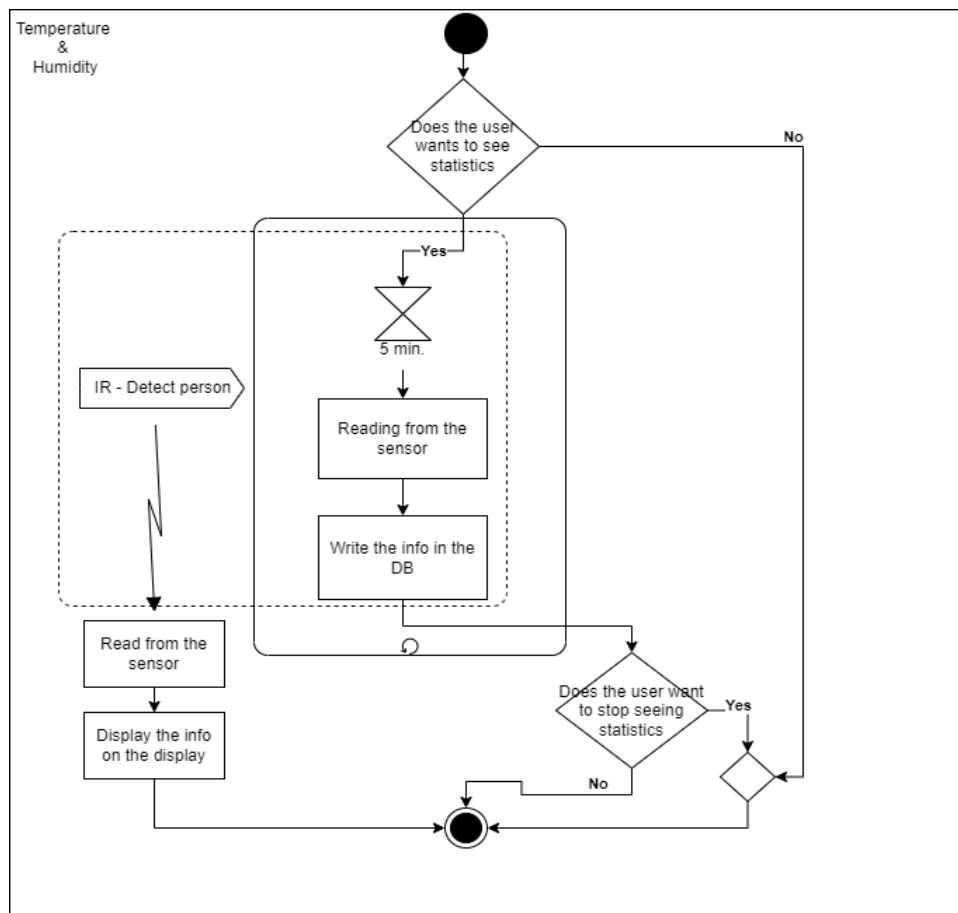 Temperature
&
Humidity
Does the user
wants to see
statistics
No
Yes
5 min.
IR - Detect person
Reading from the
sensor
Write the info in the
DB
Read from the
sensor
Does the user want
to stop seeing
statistics
Yes
Display the info
on the display
No